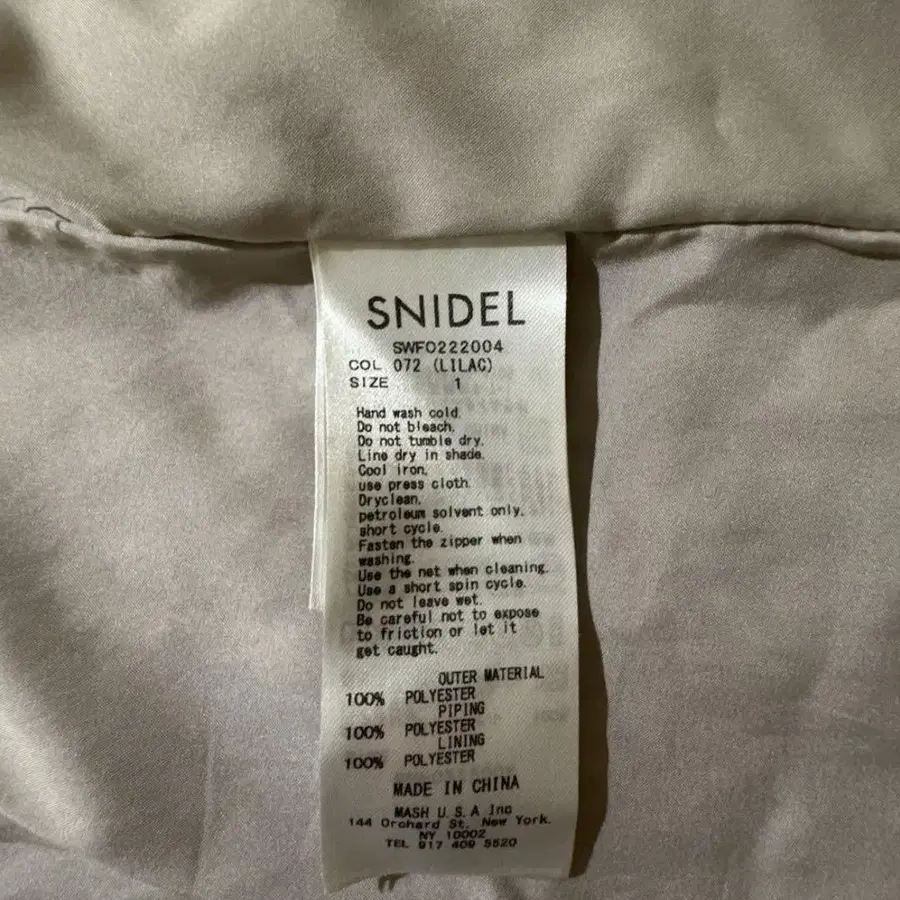 SNIDEL
SWFO222004
COL 072 (LILAC)
SIZE 1
Hand wash cold.
Do not bleach.
Do not tumble dry.
Line dry in shade.
Cool iron,
use press cloth.
Dryclean,
petroleum solvent only,
short cycle.
Fasten the zipper when
washing.
Use the net when cleaning.
Use a short spin cycle.
Do not leave wet.
Be careful not to expose
to friction or let it
get caught.
OUTER MATERIAL
100% POLYESTER
PIPING
100% POLYESTER
LINING
100% POLYESTER
MADE IN CHINA
MASH U.S.A Inc
144 Orchard St. New York.
NY 10002
TEL 917 409 5620